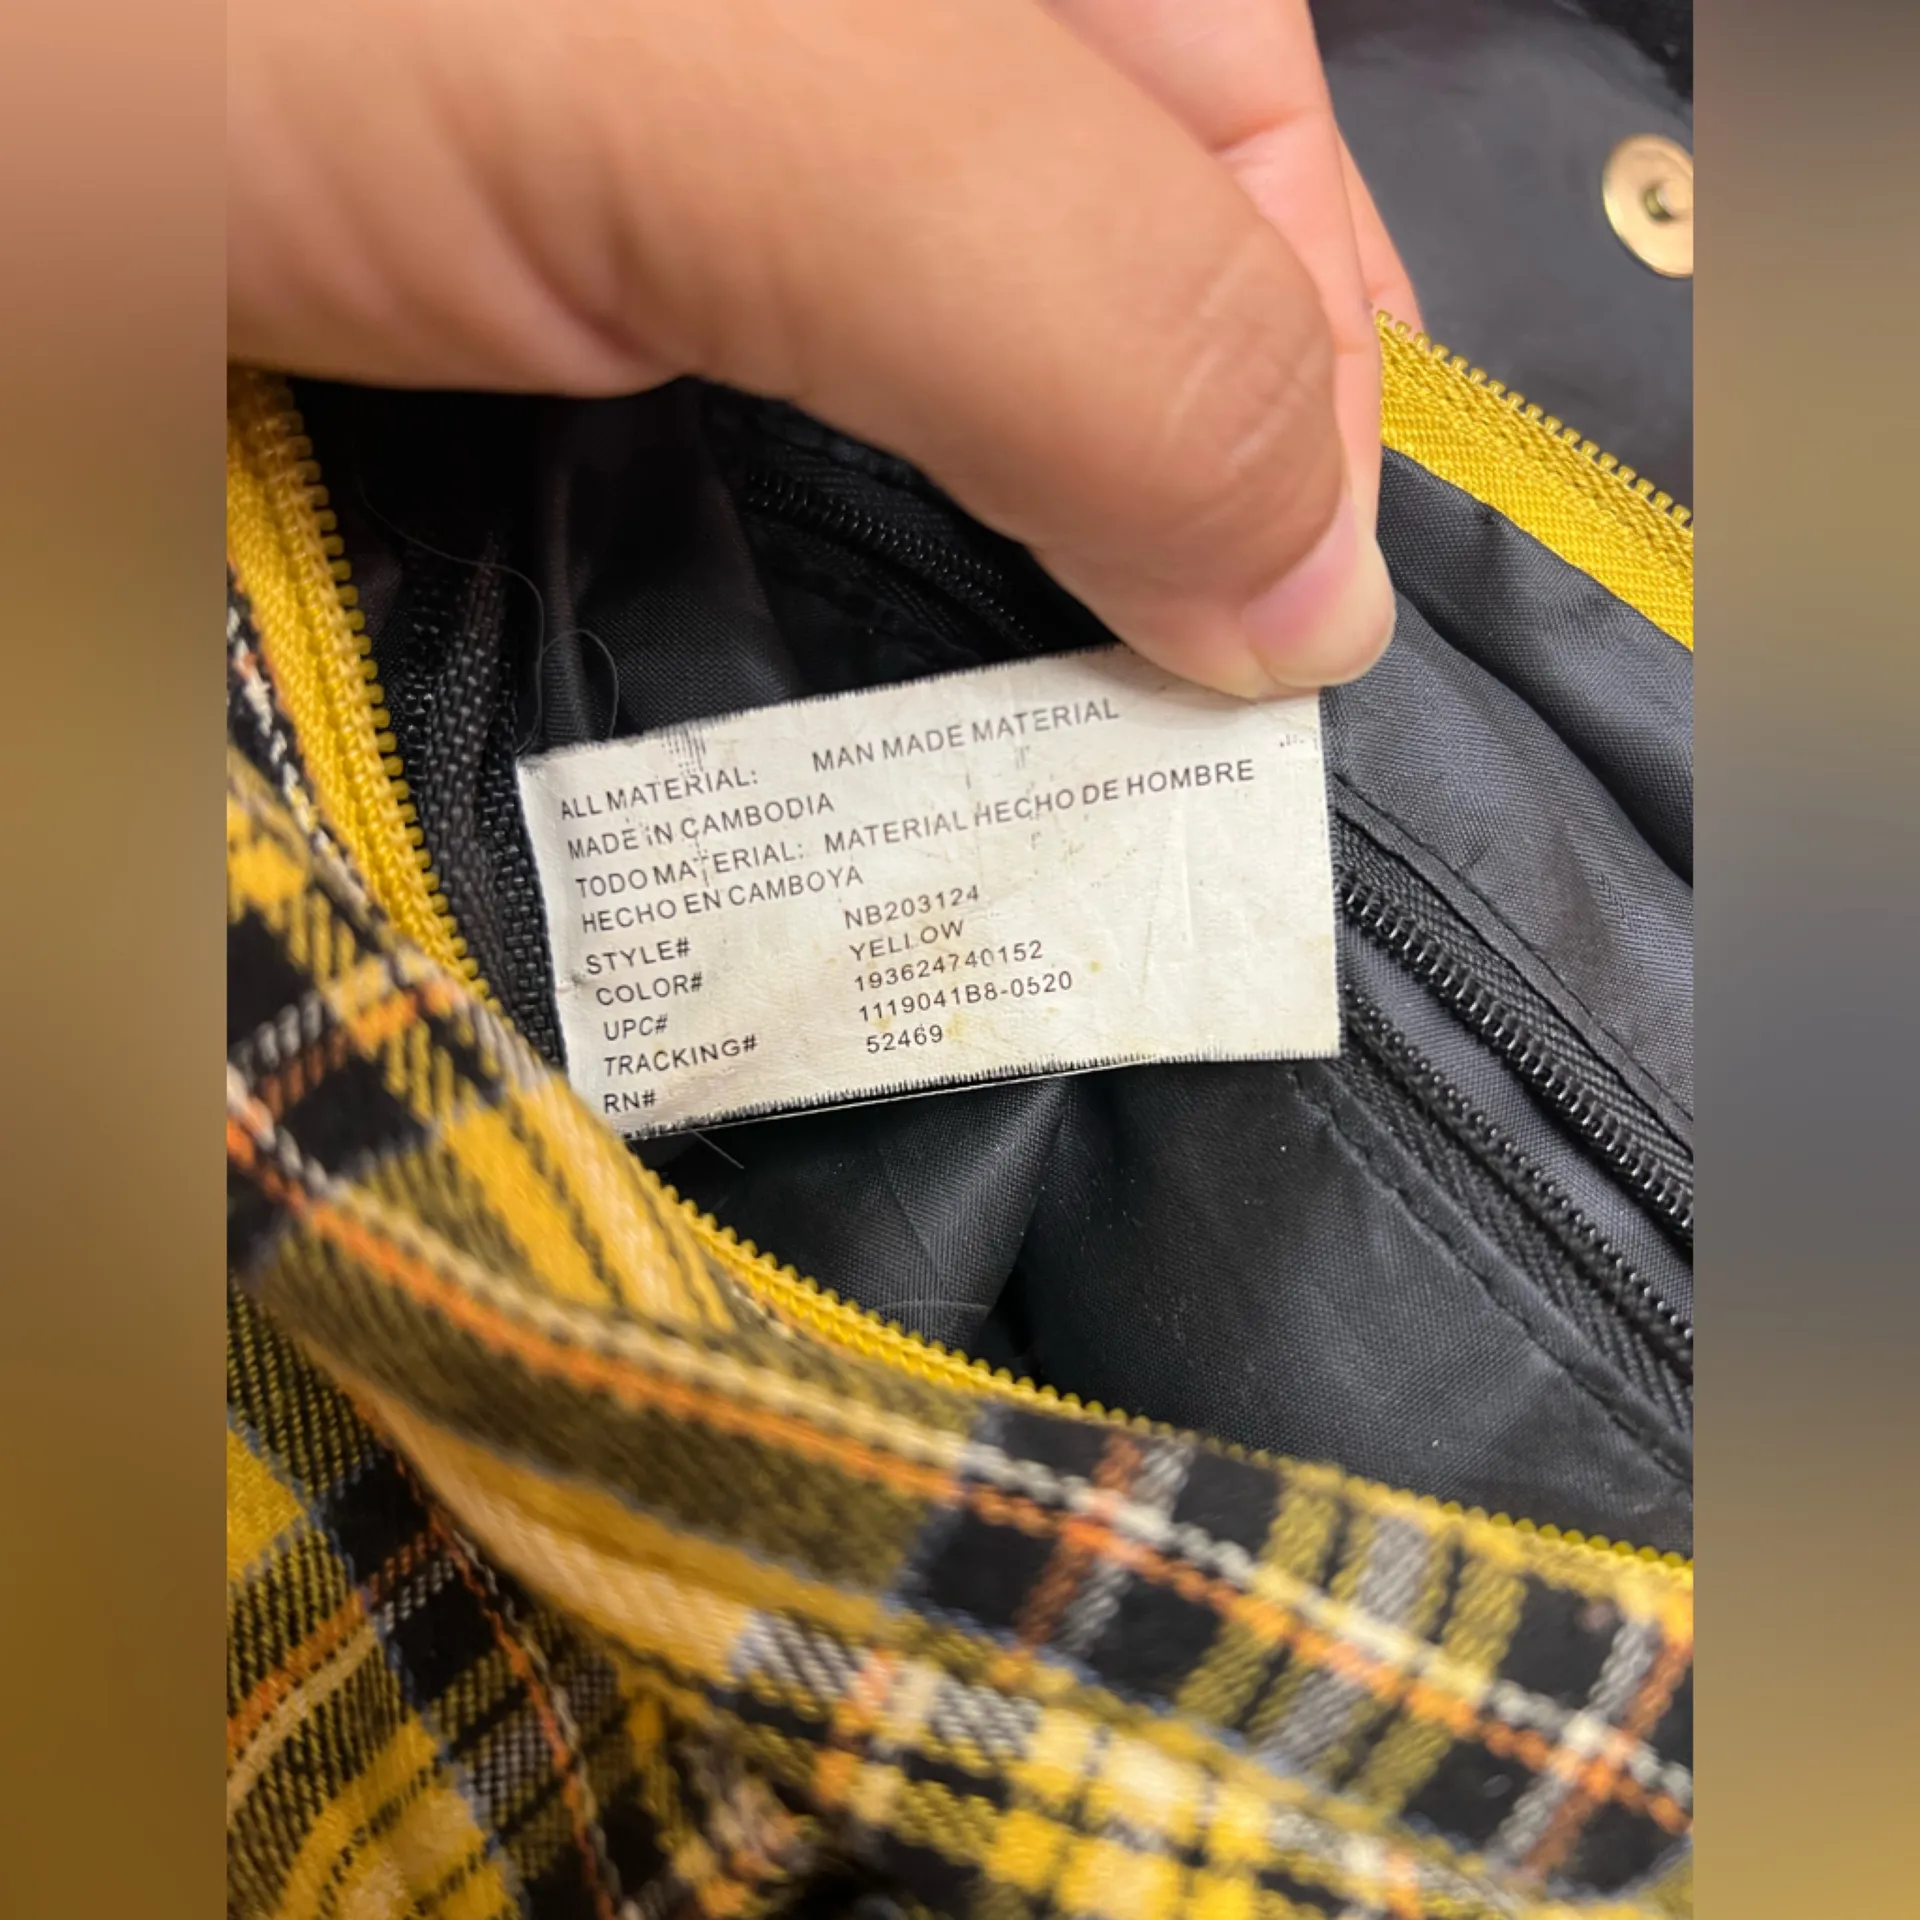 ALL MATERIAL: MAN MADE MATERIAL
MADE IN CAMBODIA
TODO MATERIAL: MATERIAL HECHO DE HOMBRE
HECHO EN CAMBOYA
STYLE# NB203124
COLOR# YELLOW
UPC# 193624740152
TRACKING# 1119041B8-0520
RN# 52469